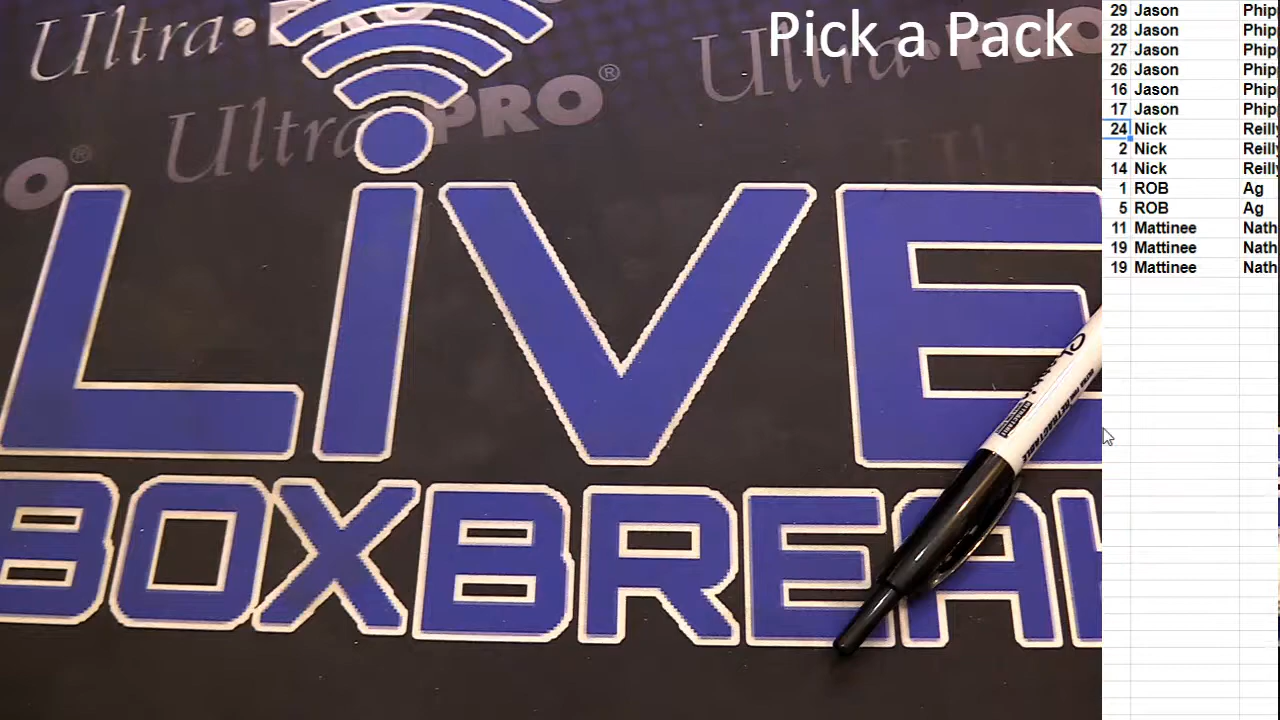 Pick a Pack
Ultra•PRO
Ultra•PRO
Ultra PRO®
PRO®
LiVE
BOXBREAK
29 Jason Phip
28 Jason Phip
27 Jason Phip
26 Jason Phip
16 Jason Phip
17 Jason Phip
24 Nick Reilly
2 Nick Reilly
14 Nick Reilly
1 ROB Ag
5 ROB Ag
11 Mattinee Nath
19 Mattinee Nath
19 Mattinee Nath